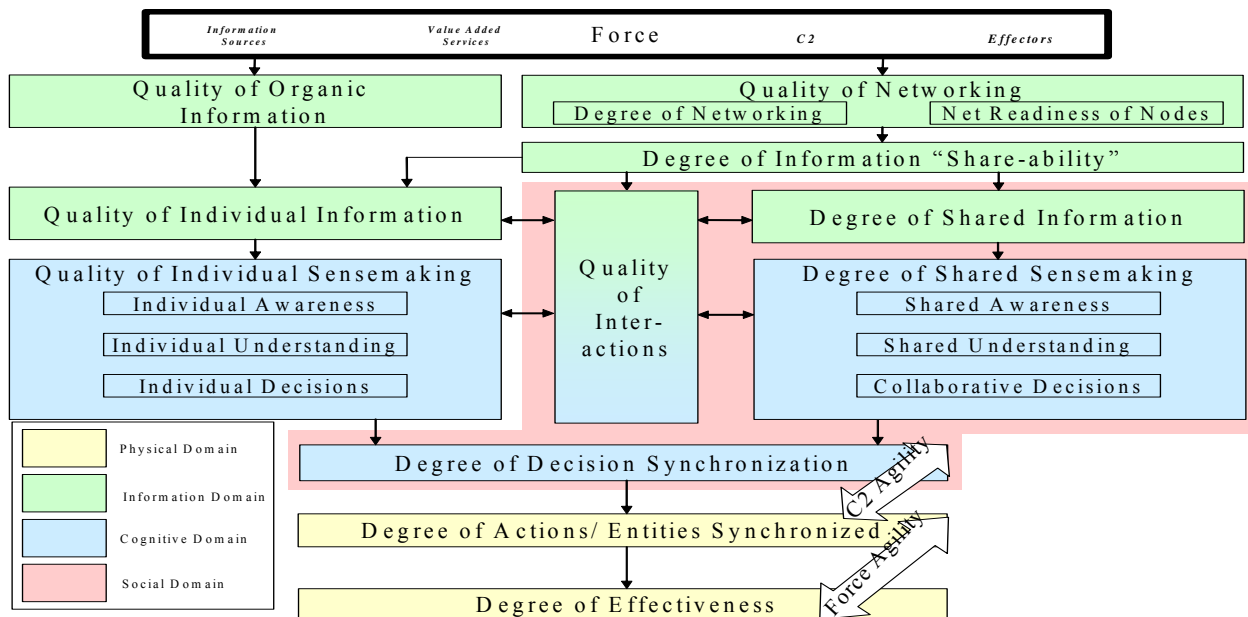 Information Sources
Value Added Services
Force
C2
Effectors
Quality of Organic
Information
Quality of Networking
Degree of Networking
Net Readiness of Nodes
Degree of Information “Share-ability”
Quality of Individual Information
Degree of Shared Information
Quality of Individual Sensemaking
Individual Awareness
Individual Understanding
Individual Decisions
Quality
of
Inter-
actions
Degree of Shared Sensemaking
Shared Awareness
Shared Understanding
Collaborative Decisions
Physical Domain
Information Domain
Cognitive Domain
Social Domain
Degree of Decision Synchronization
C2 Agility
Degree of Actions/ Entities Synchronized
Force Agility
Degree of Effectiveness